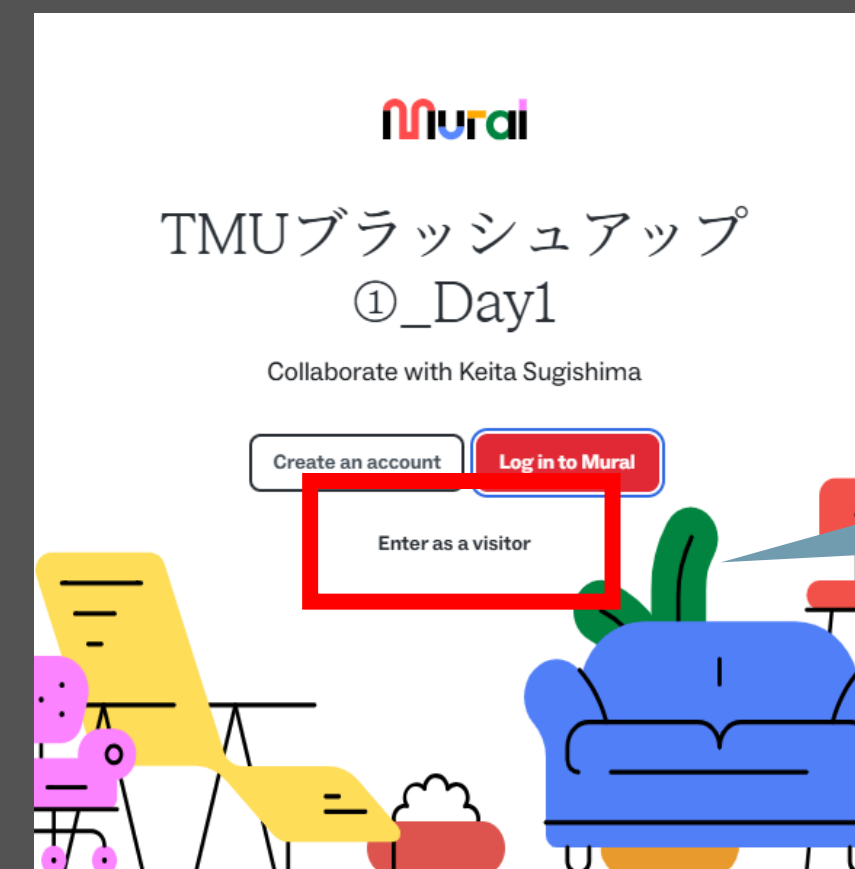 Mural
TMUブラッシュアップ
①_Day1
Collaborate with Keita Sugishima
Create an account
Log in to Mural
Enter as a visitor